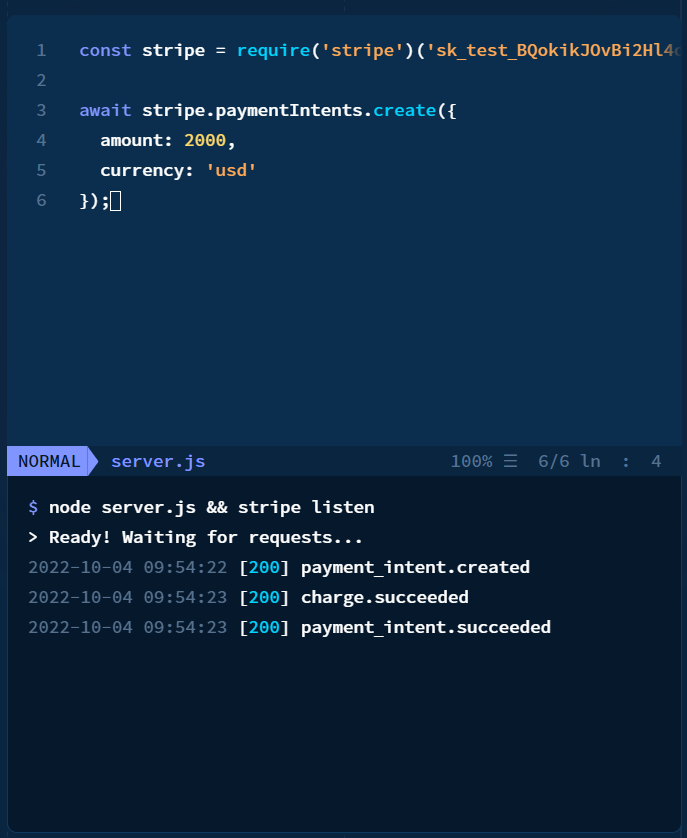 1 const stripe = require('stripe')('sk_test_BQokikJOvBi2Hl4
2
3 await stripe.paymentIntents.create({
4 amount: 2000,
5 currency: 'usd'
6 });
NORMAL server.js 100% ☰ 6/6 ln : 4
$ node server.js && stripe listen
> Ready! Waiting for requests...
2022-10-04 09:54:22 [200] payment_intent.created
2022-10-04 09:54:23 [200] charge.succeeded
2022-10-04 09:54:23 [200] payment_intent.succeeded